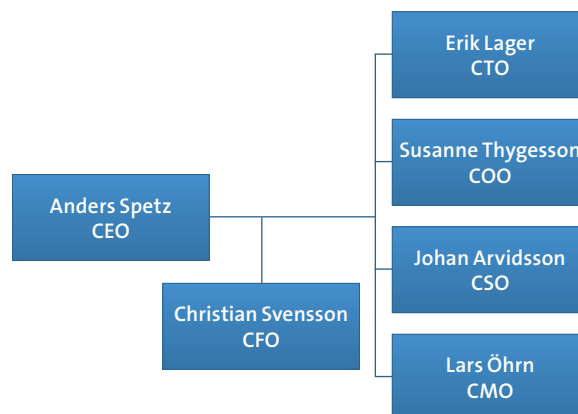 Erik Lager
CTO
Susanne Thygesson
COO
Anders Spetz
CEO
Johan Arvidsson
CSO
Christian Svensson
CFO
Lars Öhrn
CMO